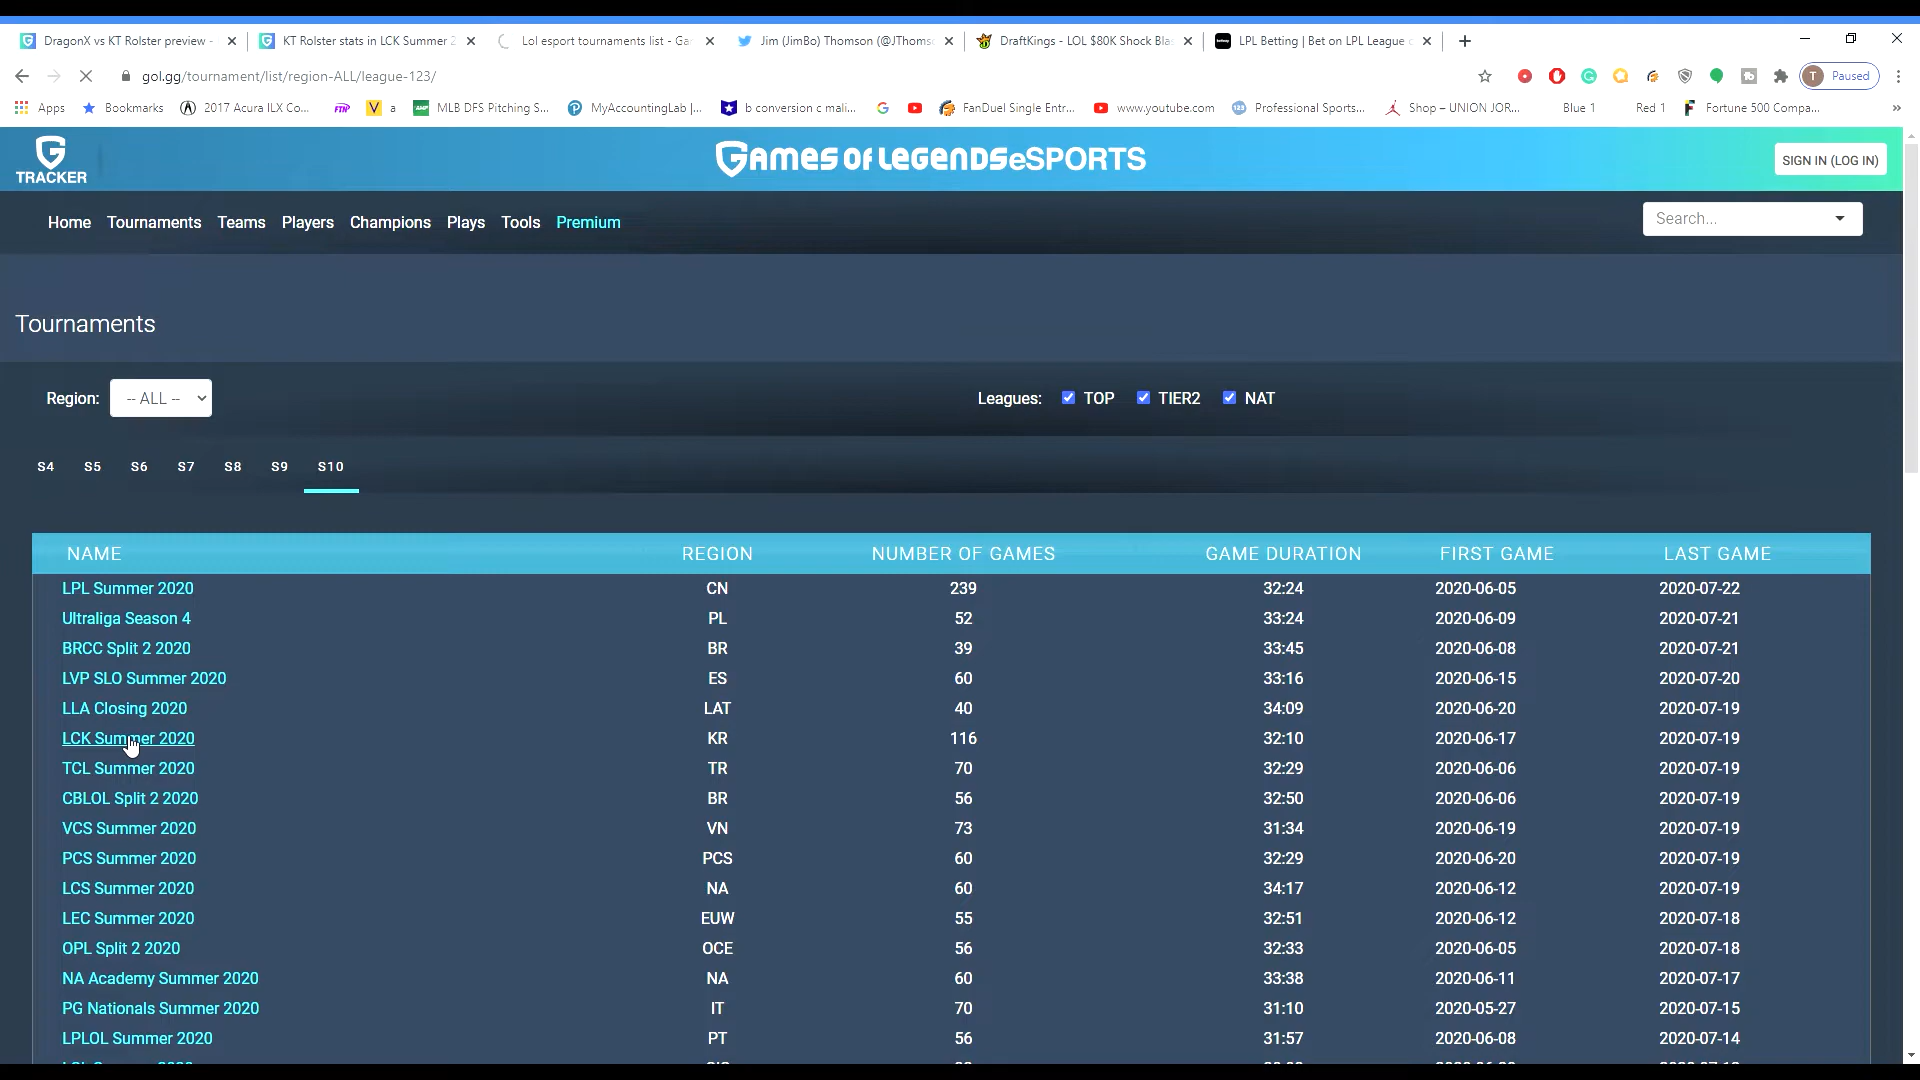 DragonX vs KT Rolster preview -
KT Rolster stats in LCK Summer 2
Lol esport tournaments list - Ga
Jim (JimBo) Thomson (@JThoms
DraftKings - LOL $80K Shock Bla
LPL Betting | Bet on LPL League
gol.gg/tournament/list/region-ALL/league-123/
T Paused
Apps Bookmarks 2017 Acura ILX Co... FTN V a MLB DFS Pitching S... MyAccountingLab |... b conversion c mali... FanDuel Single Entr... www.youtube.com Professional Sports... Shop – UNION JOR... Blue 1 Red 1 Fortune 500 Compa... »
TRACKER
GAMES OF LEGENDS eSPORTS
SIGN IN (LOG IN)
Home Tournaments Teams Players Champions Plays Tools Premium
Search...
Tournaments
Region: -- ALL -- Leagues: TOP TIER2 NAT
S4 S5 S6 S7 S8 S9 S10
NAME REGION NUMBER OF GAMES GAME DURATION FIRST GAME LAST GAME
LPL Summer 2020 CN 239 32:24 2020-06-05 2020-07-22
Ultraliga Season 4 PL 52 33:24 2020-06-09 2020-07-21
BRCC Split 2 2020 BR 39 33:45 2020-06-08 2020-07-21
LVP SLO Summer 2020 ES 60 33:16 2020-06-15 2020-07-20
LLA Closing 2020 LAT 40 34:09 2020-06-20 2020-07-19
LCK Summer 2020 KR 116 32:10 2020-06-17 2020-07-19
TCL Summer 2020 TR 70 32:29 2020-06-06 2020-07-19
CBLOL Split 2 2020 BR 56 32:50 2020-06-06 2020-07-19
VCS Summer 2020 VN 73 31:34 2020-06-19 2020-07-19
PCS Summer 2020 PCS 60 32:29 2020-06-20 2020-07-19
LCS Summer 2020 NA 60 34:17 2020-06-12 2020-07-19
LEC Summer 2020 EUW 55 32:51 2020-06-12 2020-07-18
OPL Split 2 2020 OCE 56 32:33 2020-06-05 2020-07-18
NA Academy Summer 2020 NA 60 33:38 2020-06-11 2020-07-17
PG Nationals Summer 2020 IT 70 31:10 2020-05-27 2020-07-15
LPLOL Summer 2020 PT 56 31:57 2020-06-08 2020-07-14